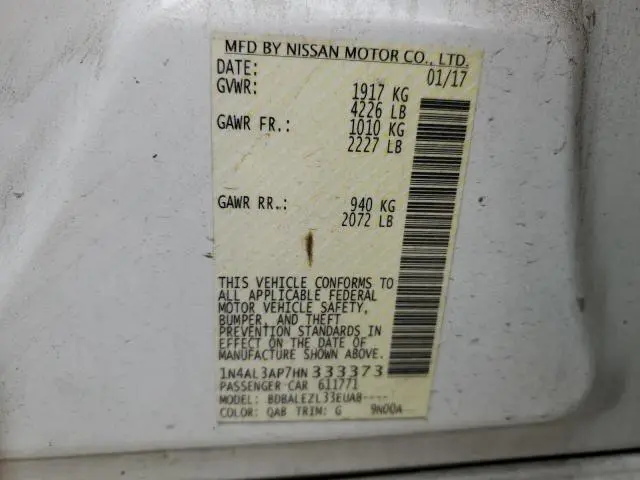 MFD BY NISSAN MOTOR CO., LTD.
DATE: 01/17
GVWR: 1917 KG
4226 LB
GAWR FR.: 1010 KG
2227 LB
GAWR RR.: 940 KG
2072 LB
THIS VEHICLE CONFORMS TO
ALL APPLICABLE FEDERAL
MOTOR VEHICLE SAFETY,
BUMPER, AND THEFT
PREVENTION STANDARDS IN
EFFECT ON THE DATE OF
MANUFACTURE SHOWN ABOVE.
1N4AL3AP7HN333373
PASSENGER CAR 611771
MODEL: BDBALEZL33EUA8----
COLOR: QAB TRIM: G 9N00A